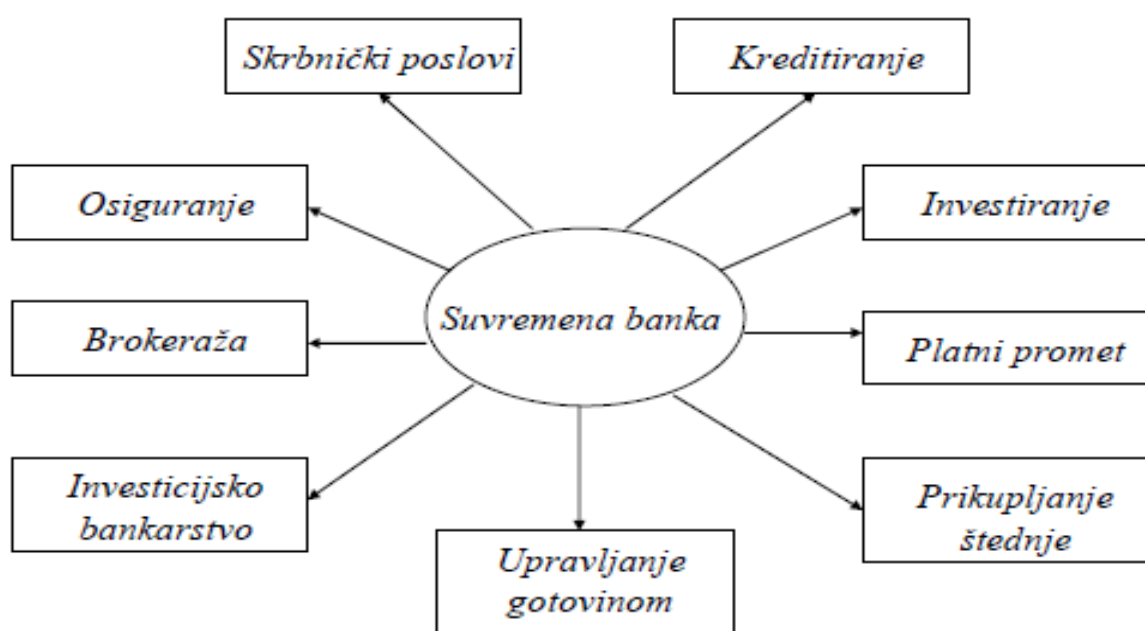 Skrbnički poslovi
Kreditiranje
Osiguranje
Investiranje
Suvremena banka
Brokeraža
Platni promet
Investicijsko
bankarstvo
Prikupljanje
štednje
Upravljanje
gotovinom